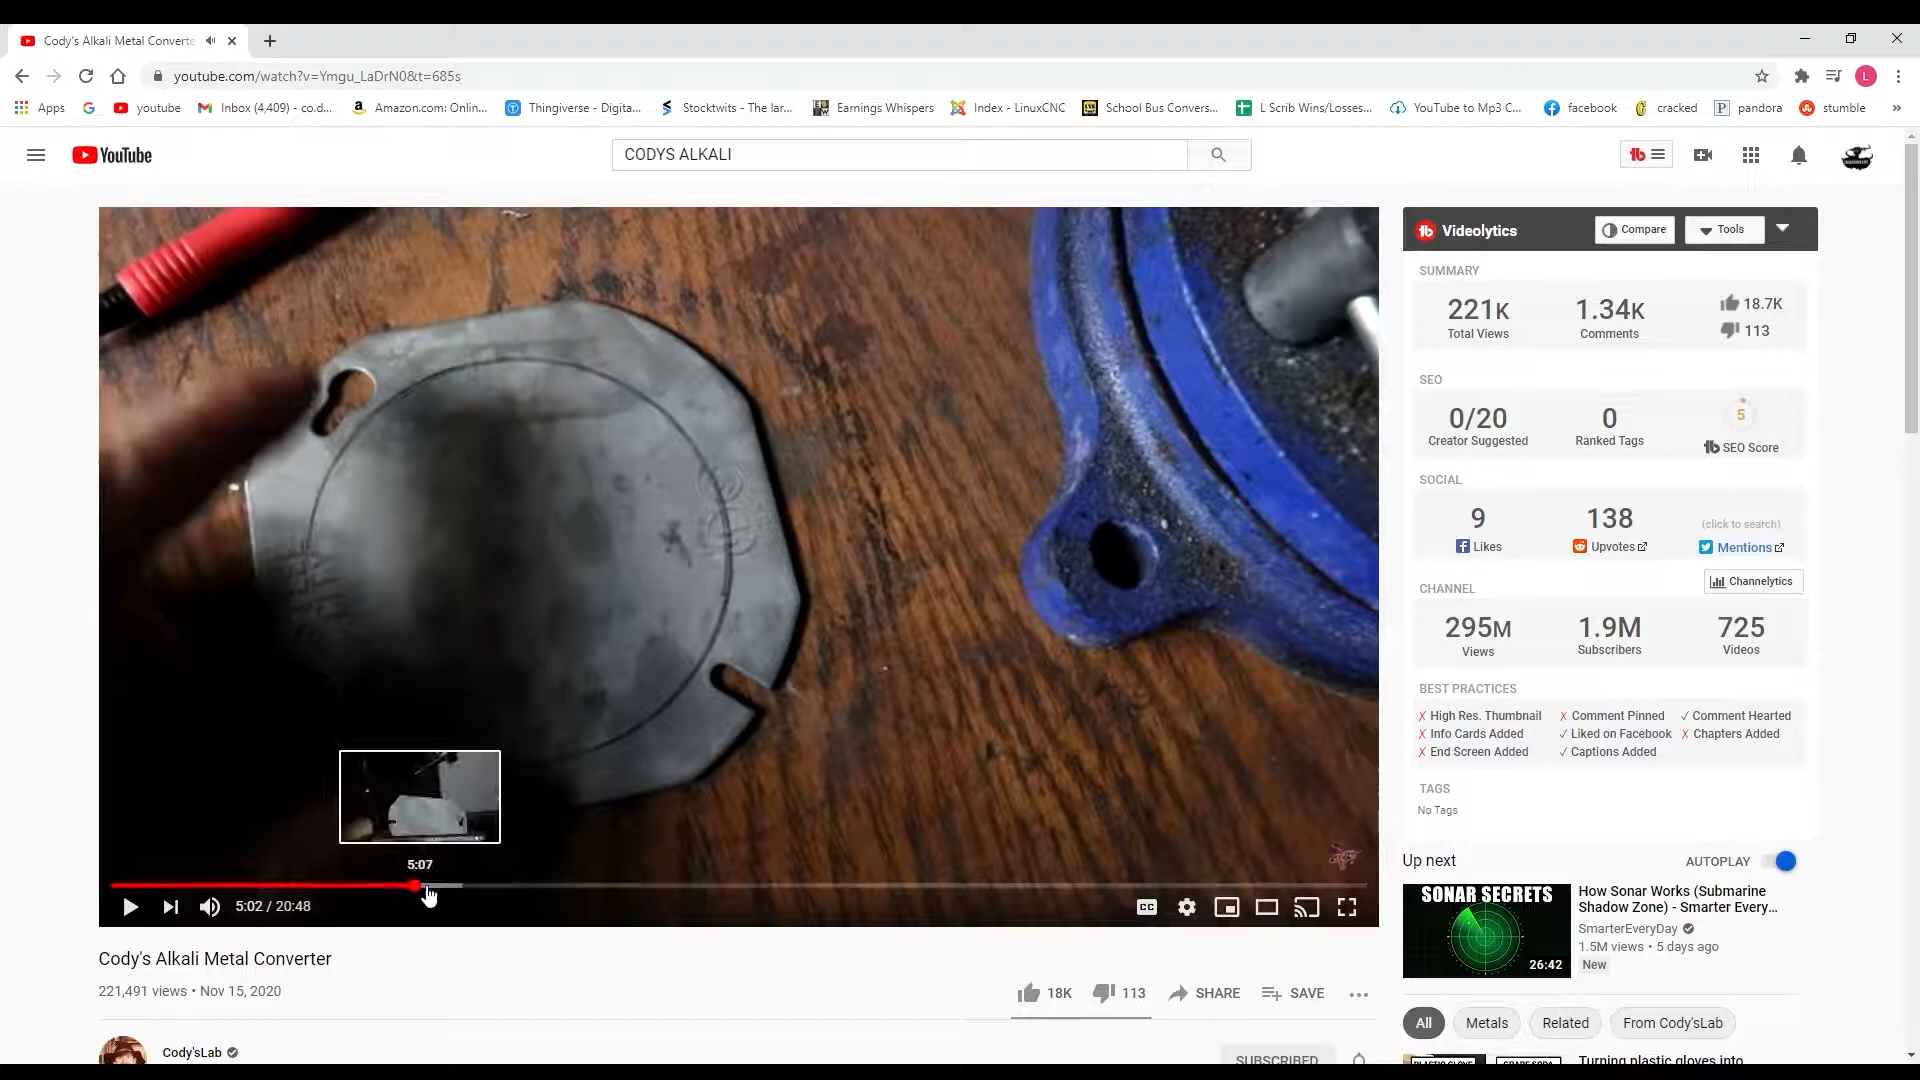 Cody's Alkali Metal Converte
youtube.com/watch?v=Ymgu_LaDrN0&t=685s
L
Apps
youtube
Inbox (4,409) - co.d...
Amazon.com: Onlin...
Thingiverse - Digita...
Stocktwits - The lar...
Earnings Whispers
Index - LinuxCNC
School Bus Convers...
L Scrib Wins/Losses...
YouTube to Mp3 C...
facebook
cracked
pandora
stumble
»
YouTube
CODYS ALKALI
5:07
5:02 / 20:48
CC
Cody's Alkali Metal Converter
221,491 views • Nov 15, 2020
18K
113
SHARE
SAVE
Cody'sLab
SUBSCRIBED
Videolytics
Compare
Tools
SUMMARY
221K
Total Views
1.34K
Comments
18.7K
113
SEO
0/20
Creator Suggested
0
Ranked Tags
5
SEO Score
SOCIAL
9
Likes
138
Upvotes
(click to search)
Mentions
CHANNEL
Channelytics
295M
Views
1.9M
Subscribers
725
Videos
BEST PRACTICES
✗ High Res. Thumbnail
✗ Comment Pinned
✓ Comment Hearted
✗ Info Cards Added
✓ Liked on Facebook
✗ Chapters Added
✗ End Screen Added
✓ Captions Added
TAGS
No Tags
Up next
AUTOPLAY
SONAR SECRETS
26:42
How Sonar Works (Submarine
Shadow Zone) - Smarter Every...
SmarterEveryDay
1.5M views • 5 days ago
New
All
Metals
Related
From Cody'sLab
Turning plastic gloves into